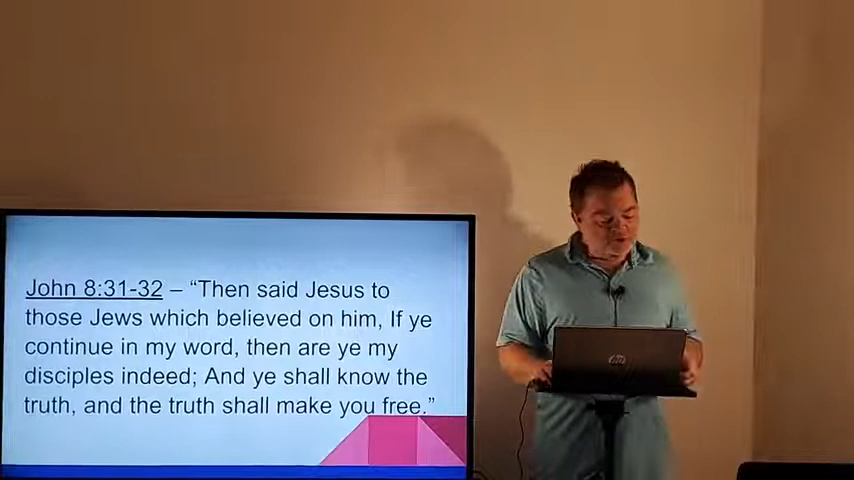 John 8:31-32 – “Then said Jesus to
those Jews which believed on him, If ye
continue in my word, then are ye my
disciples indeed; And ye shall know the
truth, and the truth shall make you free.”
hp